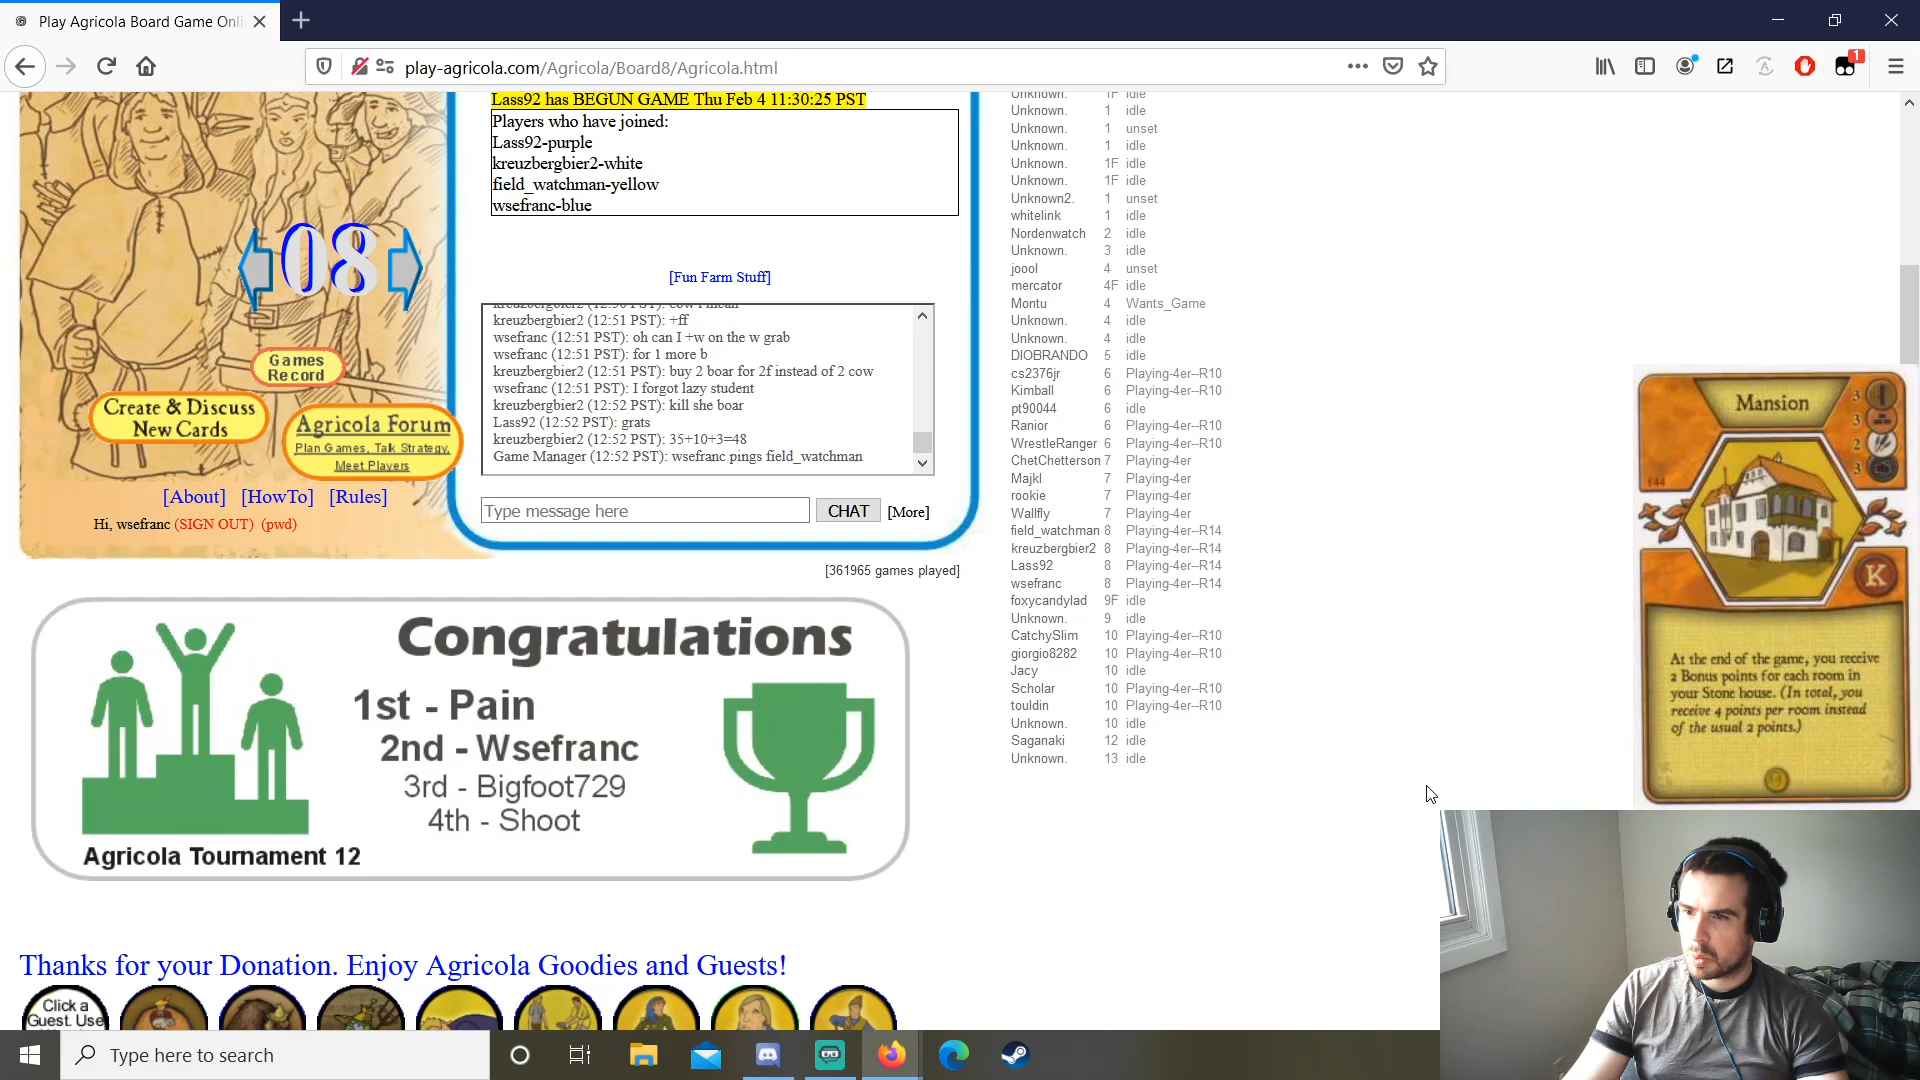 Play Agricola Board Game Onli
play-agricola.com/Agricola/Board8/Agricola.html
1
Lass92 has BEGUN GAME Thu Feb 4 11:30:25 PST
Players who have joined:
Lass92-purple
kreuzbergbier2-white
field_watchman-yellow
wsefranc-blue
08
[Fun Farm Stuff]
kreuzbergbier2 (12:51 PST): +ff
wsefranc (12:51 PST): oh can I +w on the w grab
wsefranc (12:51 PST): for 1 more b
kreuzbergbier2 (12:51 PST): buy 2 boar for 2f instead of 2 cow
wsefranc (12:51 PST): I forgot lazy student
kreuzbergbier2 (12:52 PST): kill she boar
Lass92 (12:52 PST): grats
kreuzbergbier2 (12:52 PST): 35+10+3=48
Game Manager (12:52 PST): wsefranc pings field_watchman
Games
Record
Create & Discuss
New Cards
Agricola Forum
Plan Games, Talk Strategy,
Meet Players
[About] [HowTo] [Rules]
Hi, wsefranc (SIGN OUT) (pwd)
Type message here
CHAT
[More]
[361965 games played]
Unknown. 1F idle
Unknown. 1 idle
Unknown. 1 unset
Unknown. 1 idle
Unknown. 1F idle
Unknown. 1F idle
Unknown2. 1 unset
whitelink 1 idle
Nordenwatch 2 idle
Unknown. 3 idle
joool 4 unset
mercator 4F idle
Montu 4 Wants_Game
Unknown. 4 idle
Unknown. 4 idle
DIOBRANDO 5 idle
cs2376jr 6 Playing-4er--R10
Kimball 6 Playing-4er--R10
pt90044 6 idle
Ranior 6 Playing-4er--R10
WrestleRanger 6 Playing-4er--R10
ChetChetterson 7 Playing-4er
Majkl 7 Playing-4er
rookie 7 Playing-4er
Wallfly 7 Playing-4er
field_watchman 8 Playing-4er--R14
kreuzbergbier2 8 Playing-4er--R14
Lass92 8 Playing-4er--R14
wsefranc 8 Playing-4er--R14
foxycandylad 9F idle
Unknown. 9 idle
CatchySlim 10 Playing-4er--R10
giorgio8282 10 Playing-4er--R10
Jacy 10 idle
Scholar 10 Playing-4er--R10
touldin 10 Playing-4er--R10
Unknown. 10 idle
Saganaki 12 idle
Unknown. 13 idle
Mansion
3
3
2
3
144
K
At the end of the game, you receive
2 Bonus points for each room in
your Stone house. (In total, you
receive 4 points per room instead
of the usual 2 points.)
Congratulations
1st - Pain
2nd - Wsefranc
3rd - Bigfoot729
4th - Shoot
Agricola Tournament 12
Thanks for your Donation. Enjoy Agricola Goodies and Guests!
Click a
Guest. Use
Type here to search